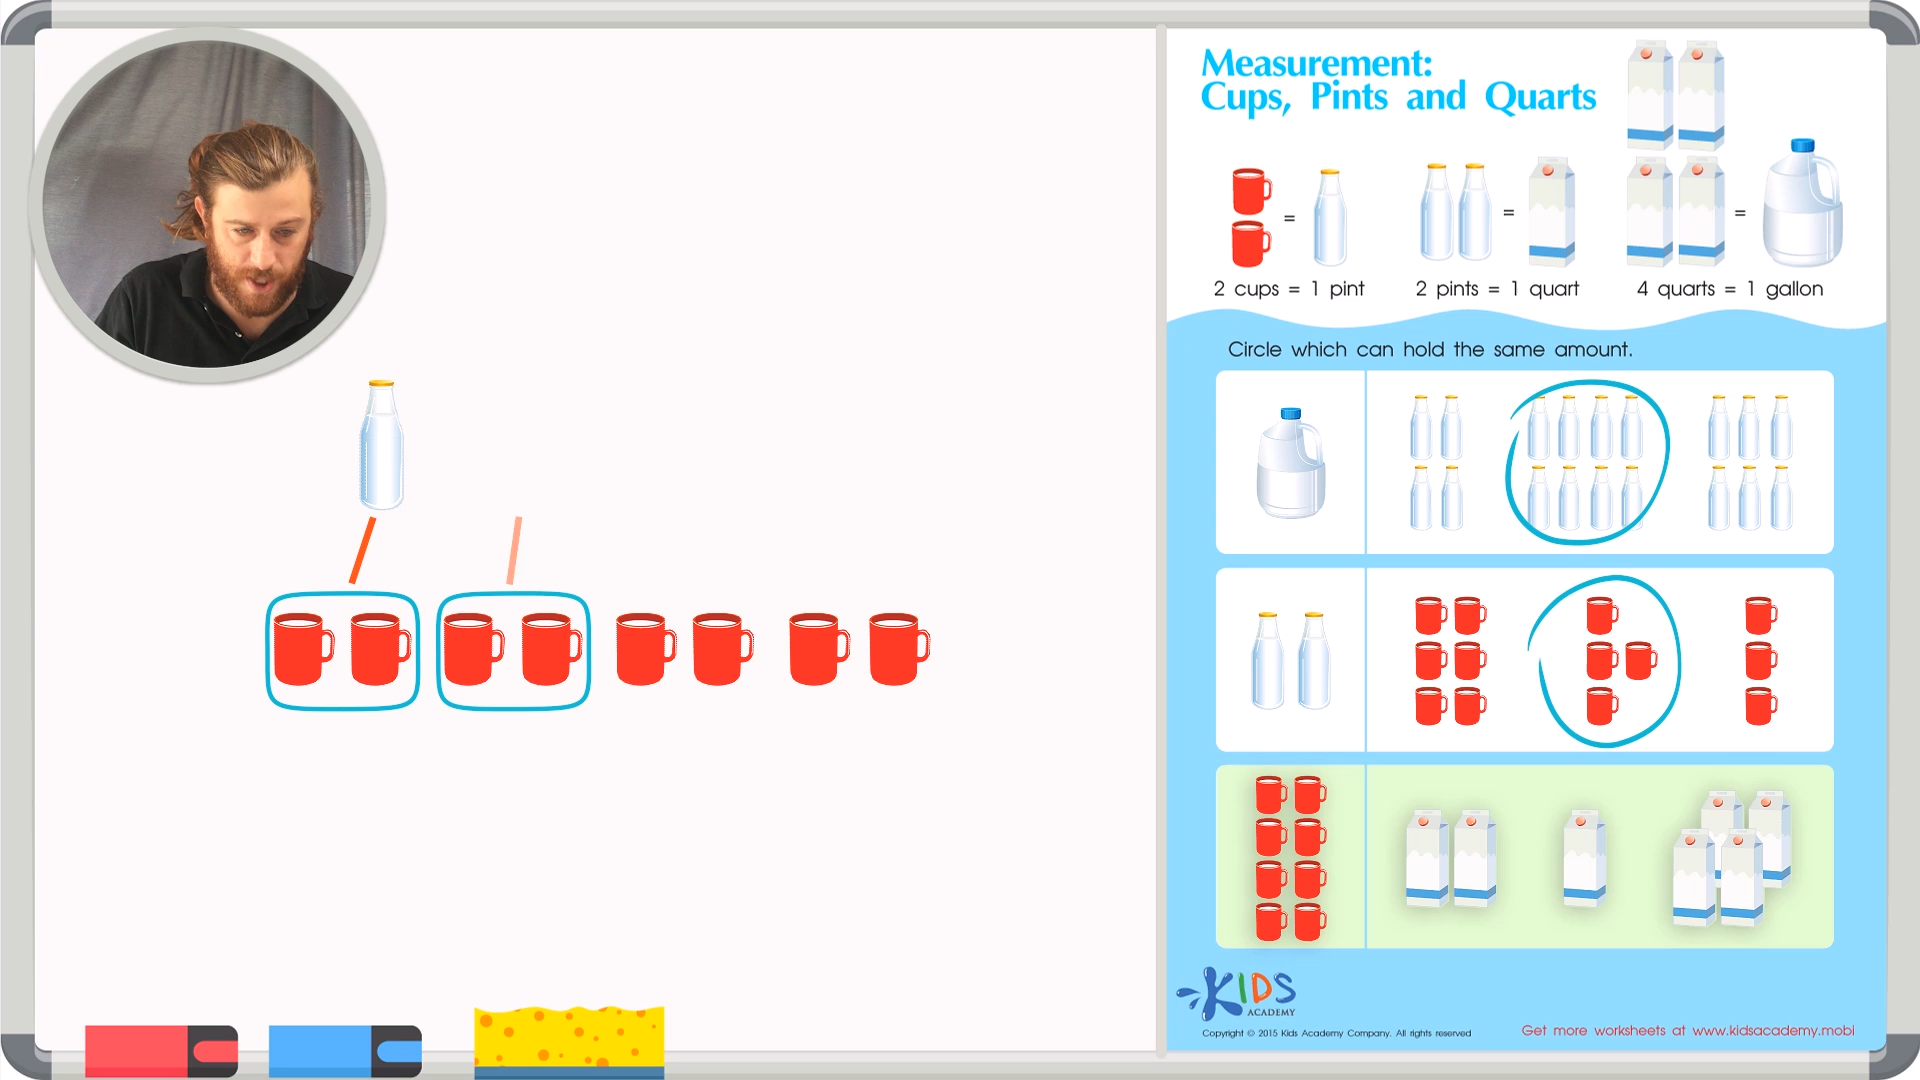 Measurement:
Cups, Pints and Quarts
=
=
=
2 cups = 1 pint
2 pints = 1 quart
4 quarts = 1 gallon
Circle which can hold the same amount.
KIDS
ACADEMY
Copyright © 2015 Kids Academy Company. All rights reserved
Get more worksheets at www.kidsacademy.mobi